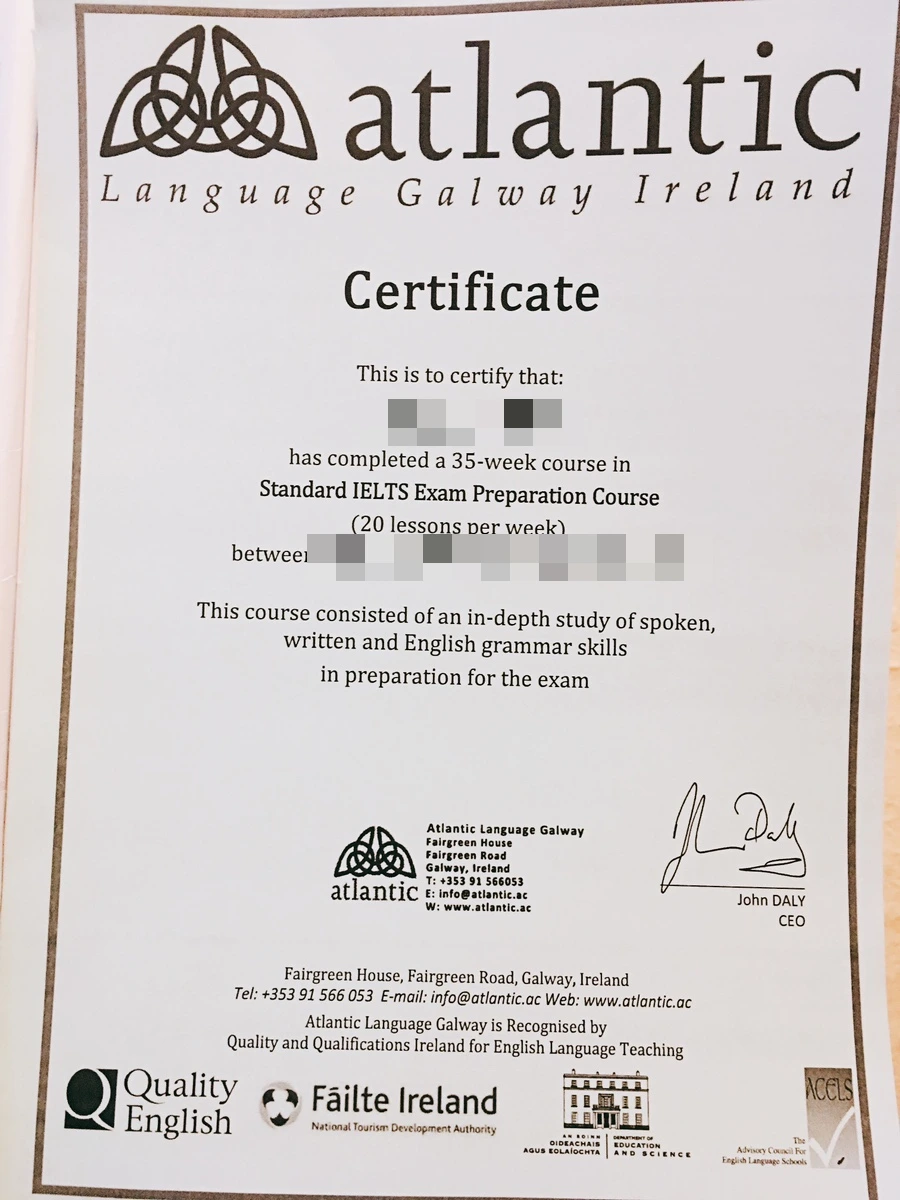 atlantic
Language Galway Ireland
Certificate
This is to certify that:
has completed a 35-week course in
Standard IELTS Exam Preparation Course
(20 lessons per week)
between
This course consisted of an in-depth study of spoken,
written and English grammar skills
in preparation for the exam
atlantic
Atlantic Language Galway
Fairgreen House
Fairgreen Road
Galway, Ireland
T: +353 91 566053
E: info@atlantic.ac
W: www.atlantic.ac
John DALY
CEO
Fairgreen House, Fairgreen Road, Galway, Ireland
Tel: +353 91 566 053 E-mail: info@atlantic.ac Web: www.atlantic.ac
Atlantic Language Galway is Recognised by
Quality and Qualifications Ireland for English Language Teaching
Quality
English
Fáilte Ireland
National Tourism Development Authority
AN ROINN
OIDEACHAIS
AGUS EOLAÍOCHTA
DEPARTMENT OF
EDUCATION
AND SCIENCE
ACELS
The
Advisory Council For
English Language Schools